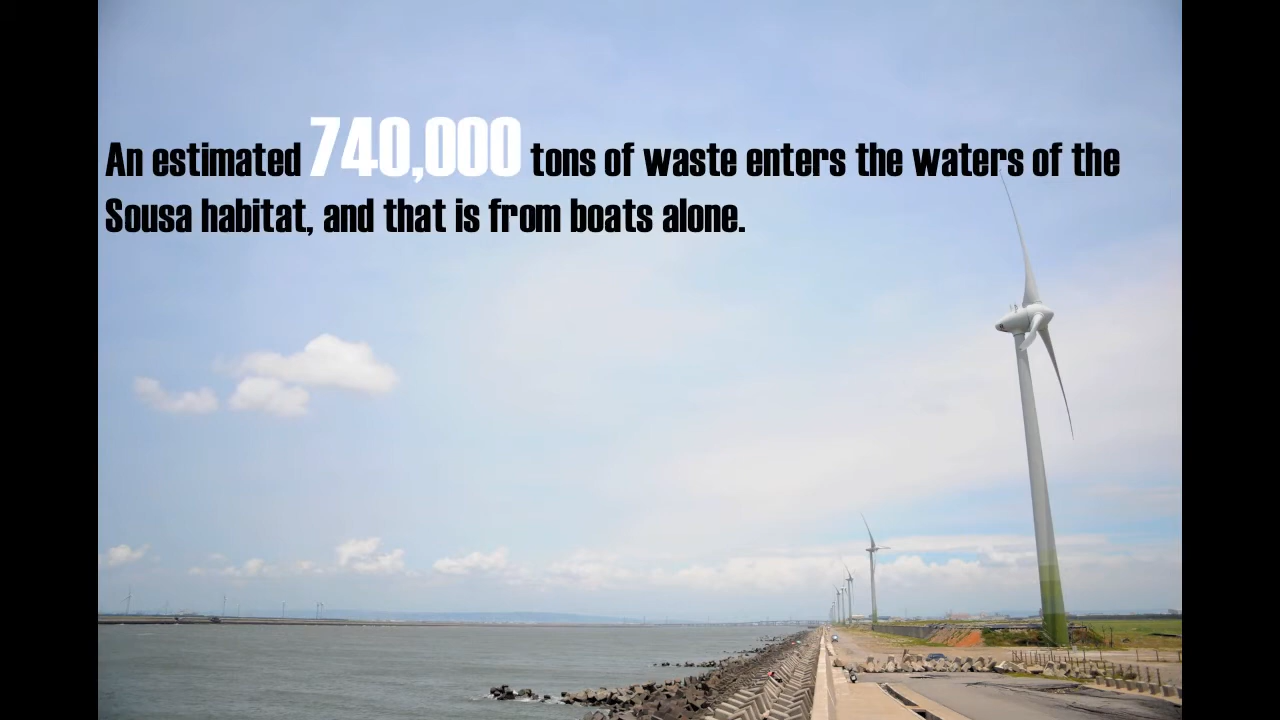 An estimated 740,000 tons of waste enters the waters of the
Sousa habitat, and that is from boats alone.